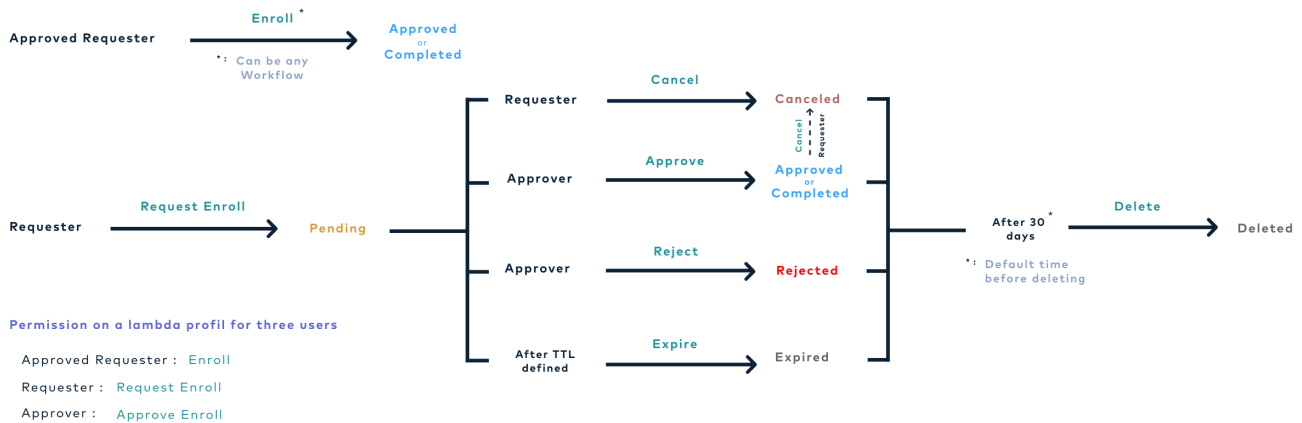 Enroll *
Approved Requester
Approved
or
Completed
*: Can be any
Workflow
Requester
Cancel
Canceled
Cancel
Requester
Approver
Approve
Approved
or
Completed
Requester
Request Enroll
Pending
After 30 *
days
Delete
Deleted
*: Default time
before deleting
Approver
Reject
Rejected
Permission on a lambda profil for three users
Approved Requester : Enroll
Requester : Request Enroll
Approver : Approve Enroll
After TTL
defined
Expire
Expired